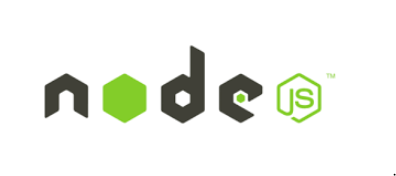 node JS ™
.